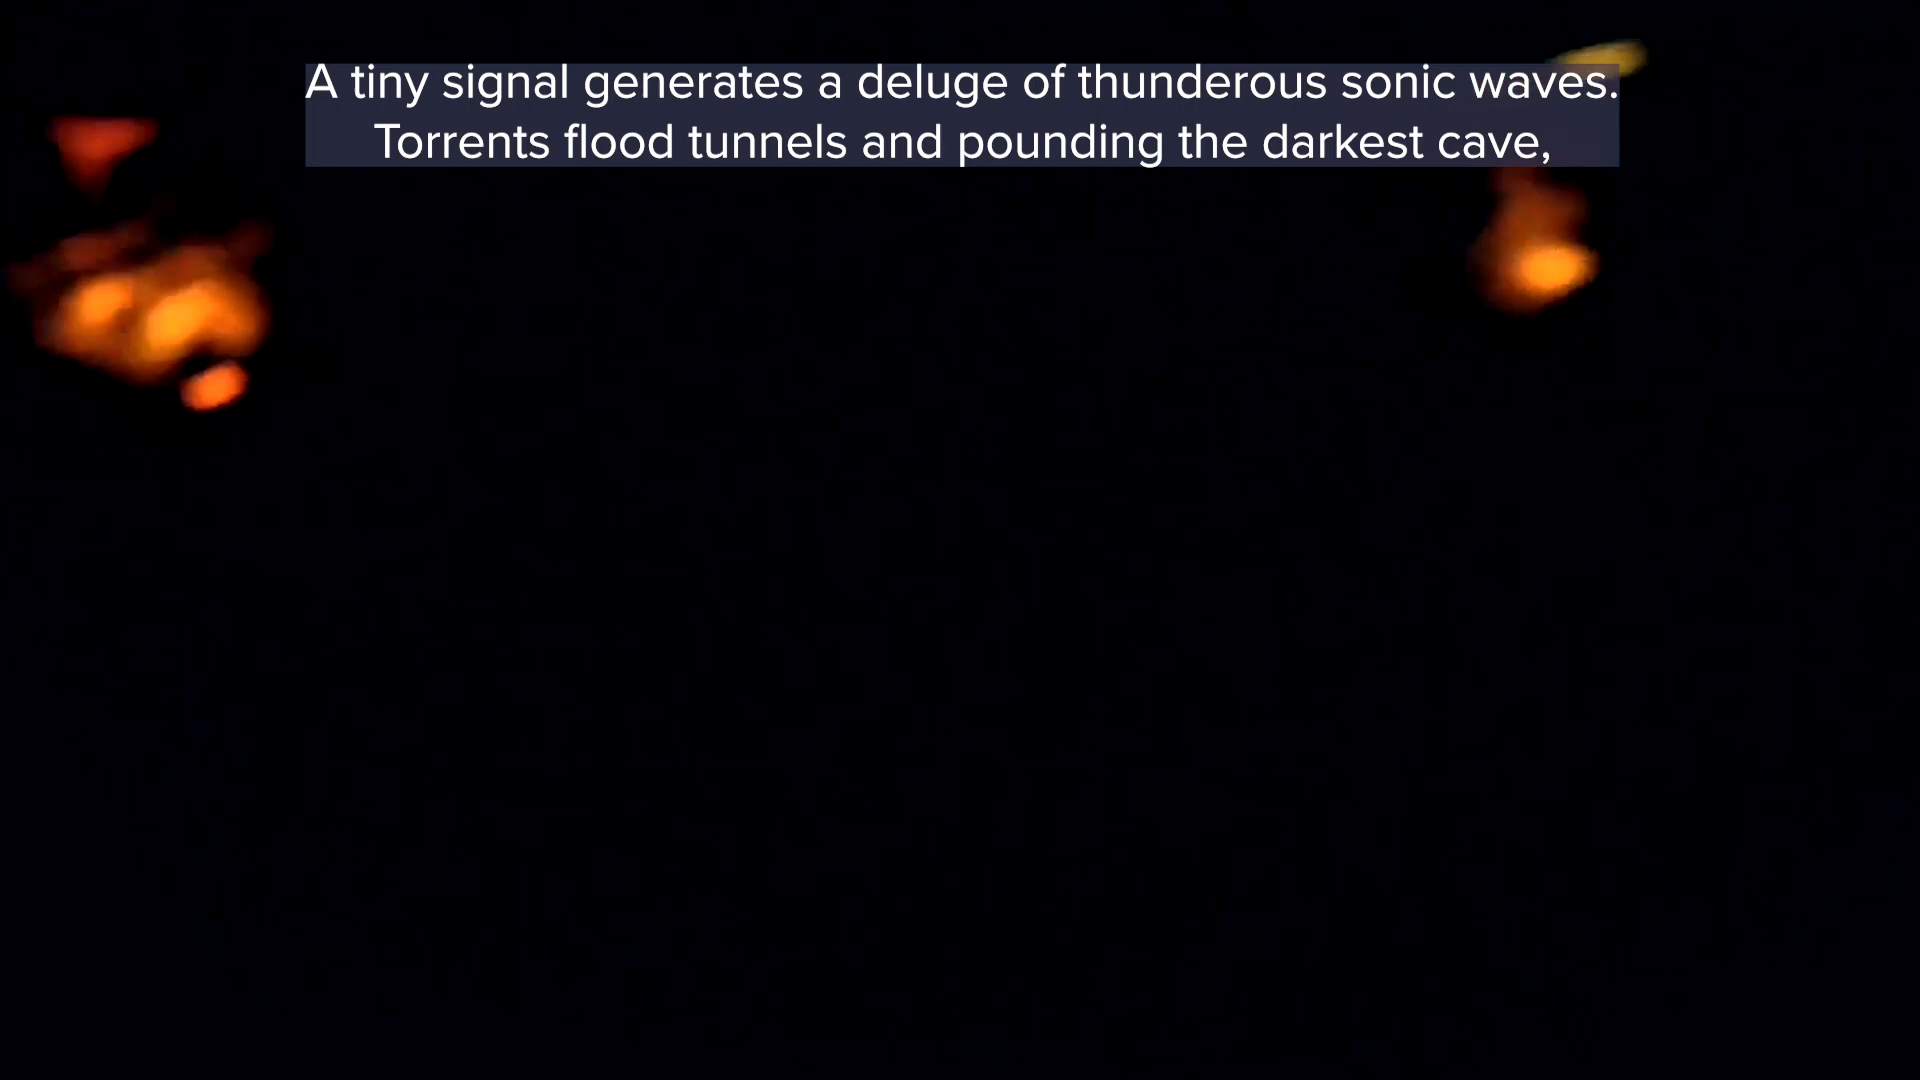 A tiny signal generates a deluge of thunderous sonic waves.
Torrents flood tunnels and pounding the darkest cave,